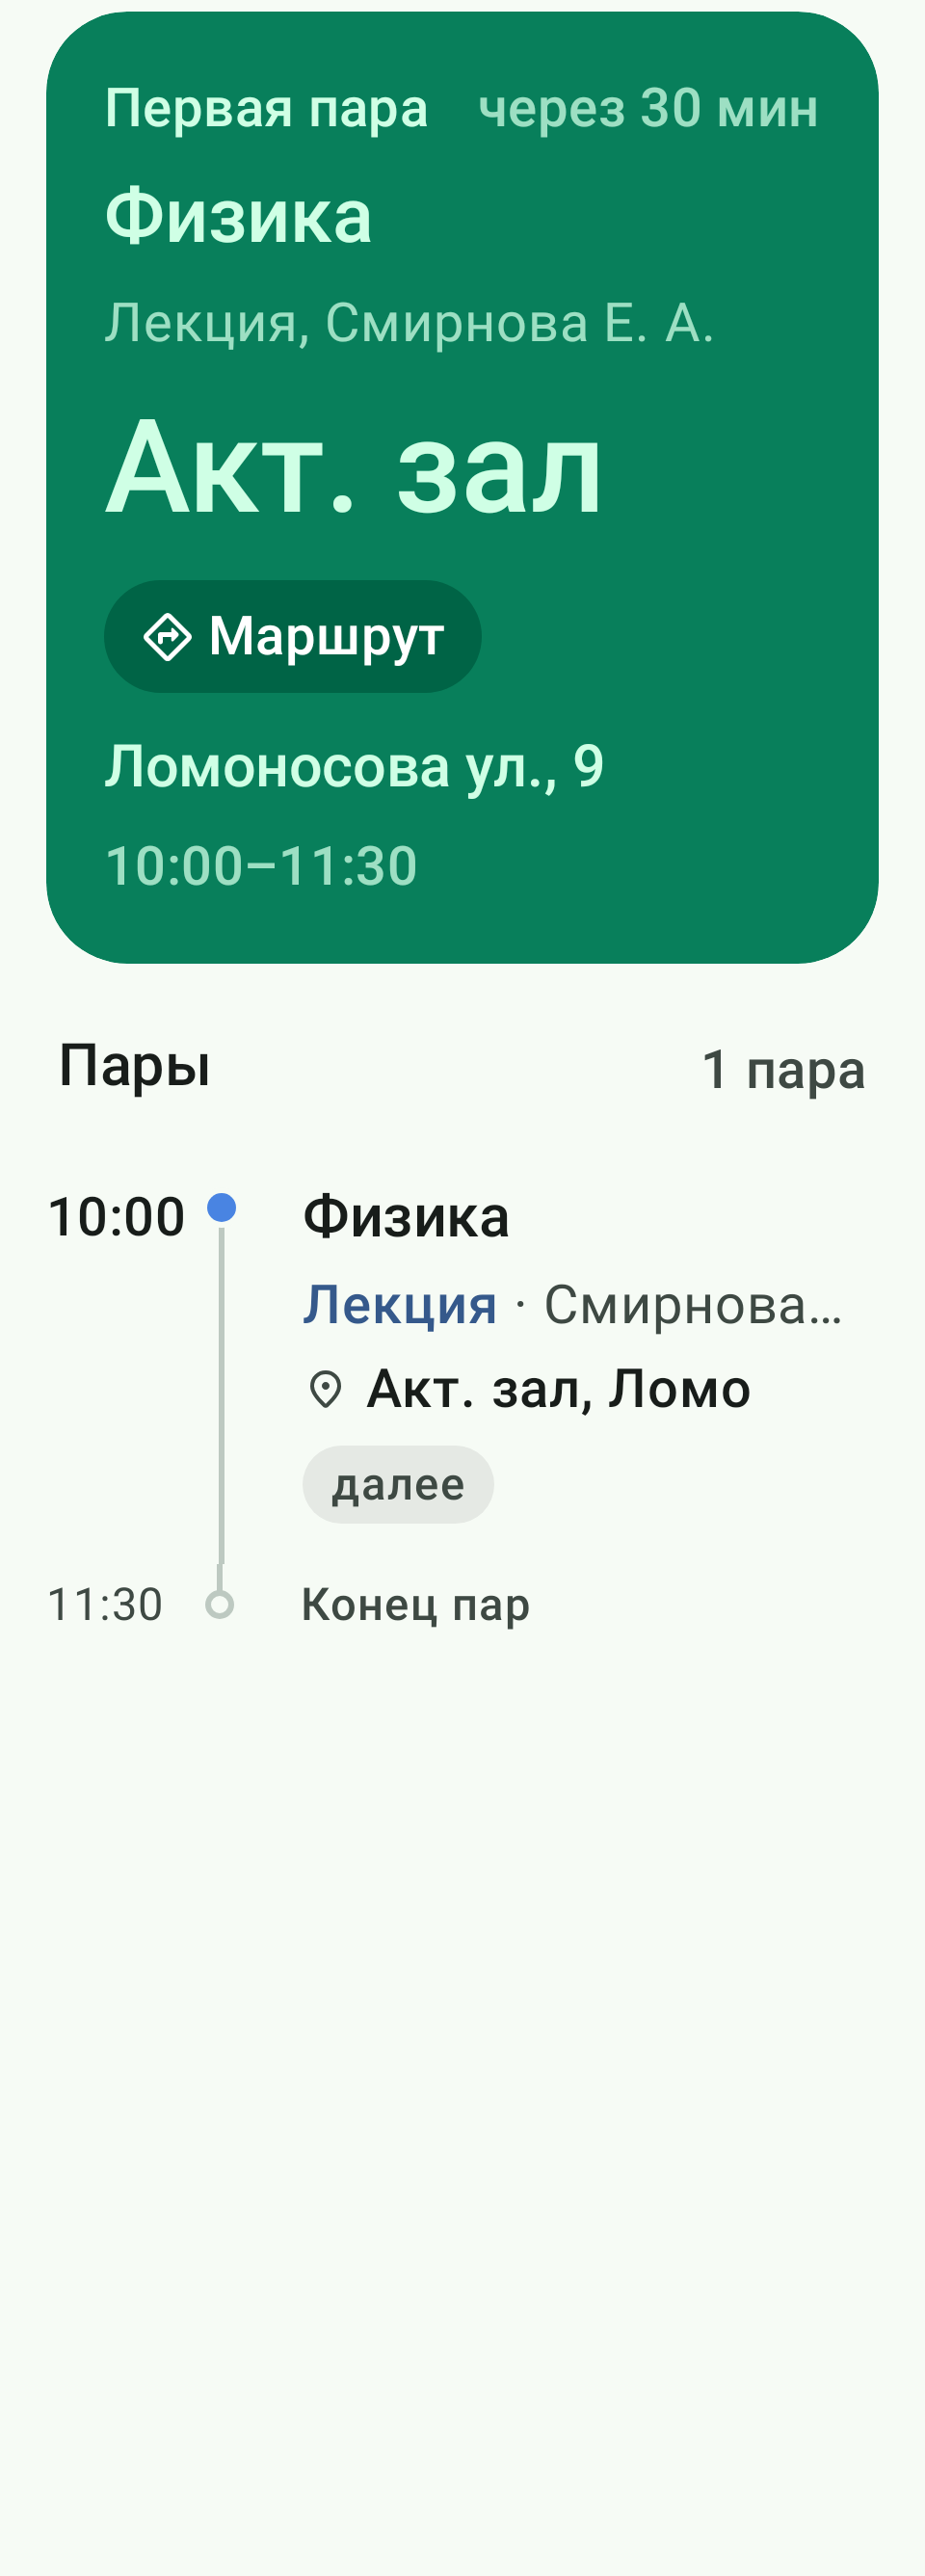 Первая пара через 30 мин
Физика
Лекция, Смирнова Е. А.
Акт. зал
Маршрут
Ломоносова ул., 9
10:00–11:30
Пары 1 пара
10:00 Физика
Лекция · Смирнова…
Акт. зал, Ломо
далее
11:30 Конец пар